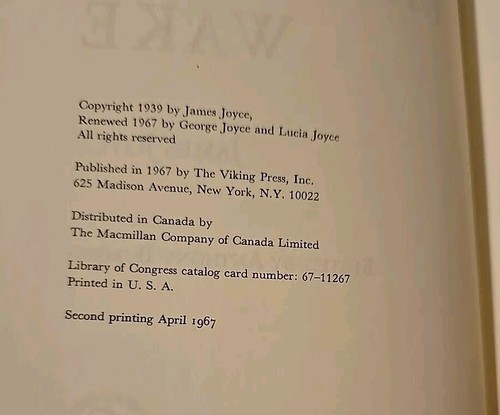 Copyright 1939 by James Joyce,
Renewed 1967 by George Joyce and Lucia Joyce
All rights reserved
Published in 1967 by The Viking Press, Inc.
625 Madison Avenue, New York, N.Y. 10022
Distributed in Canada by
The Macmillan Company of Canada Limited
Library of Congress catalog card number: 67–11267
Printed in U. S. A.
Second printing April 1967